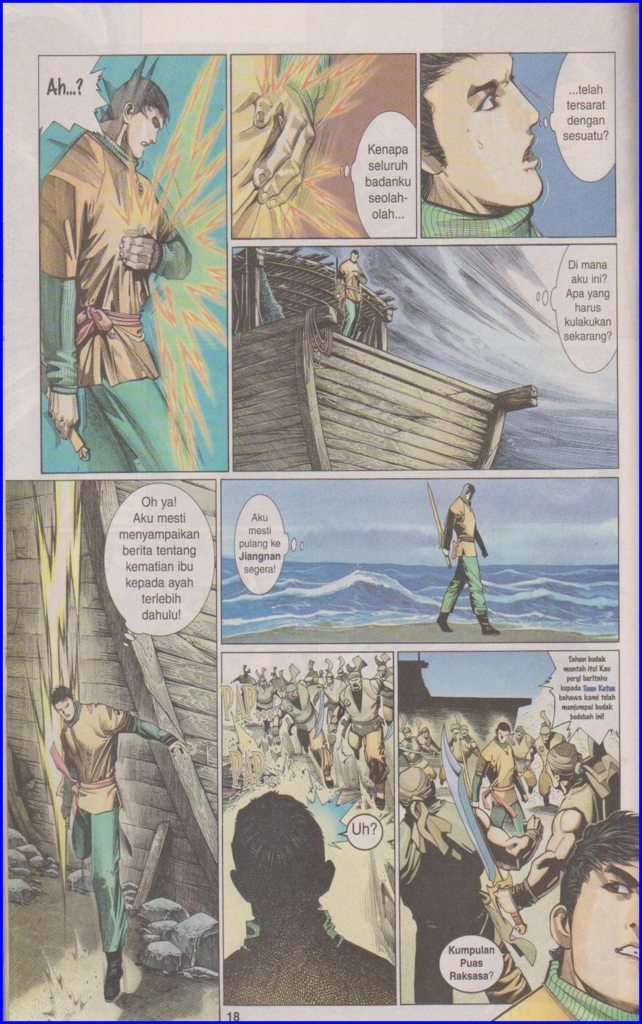 Ah...?
Kenapa
seluruh
badanku
seolah-
olah...
...telah
tersarat
dengan
sesuatu?
Di mana
aku ini?
Apa yang
harus
kulakukan
sekarang?
Oh ya!
Aku mesti
menyampaikan
berita tentang
kematian ibu
kepada ayah
terlebih
dahulu!
Aku
mesti
pulang ke
Jiangnan
segera!
PAP
PAP
Uh?
Tahan budak
mentah itu! Kau
pergi beritahu
kepada Tuan Ketua
bahawa kami telah
menjumpai budak
bedebah ini!
Kumpulan
Puas
Raksasa?
18